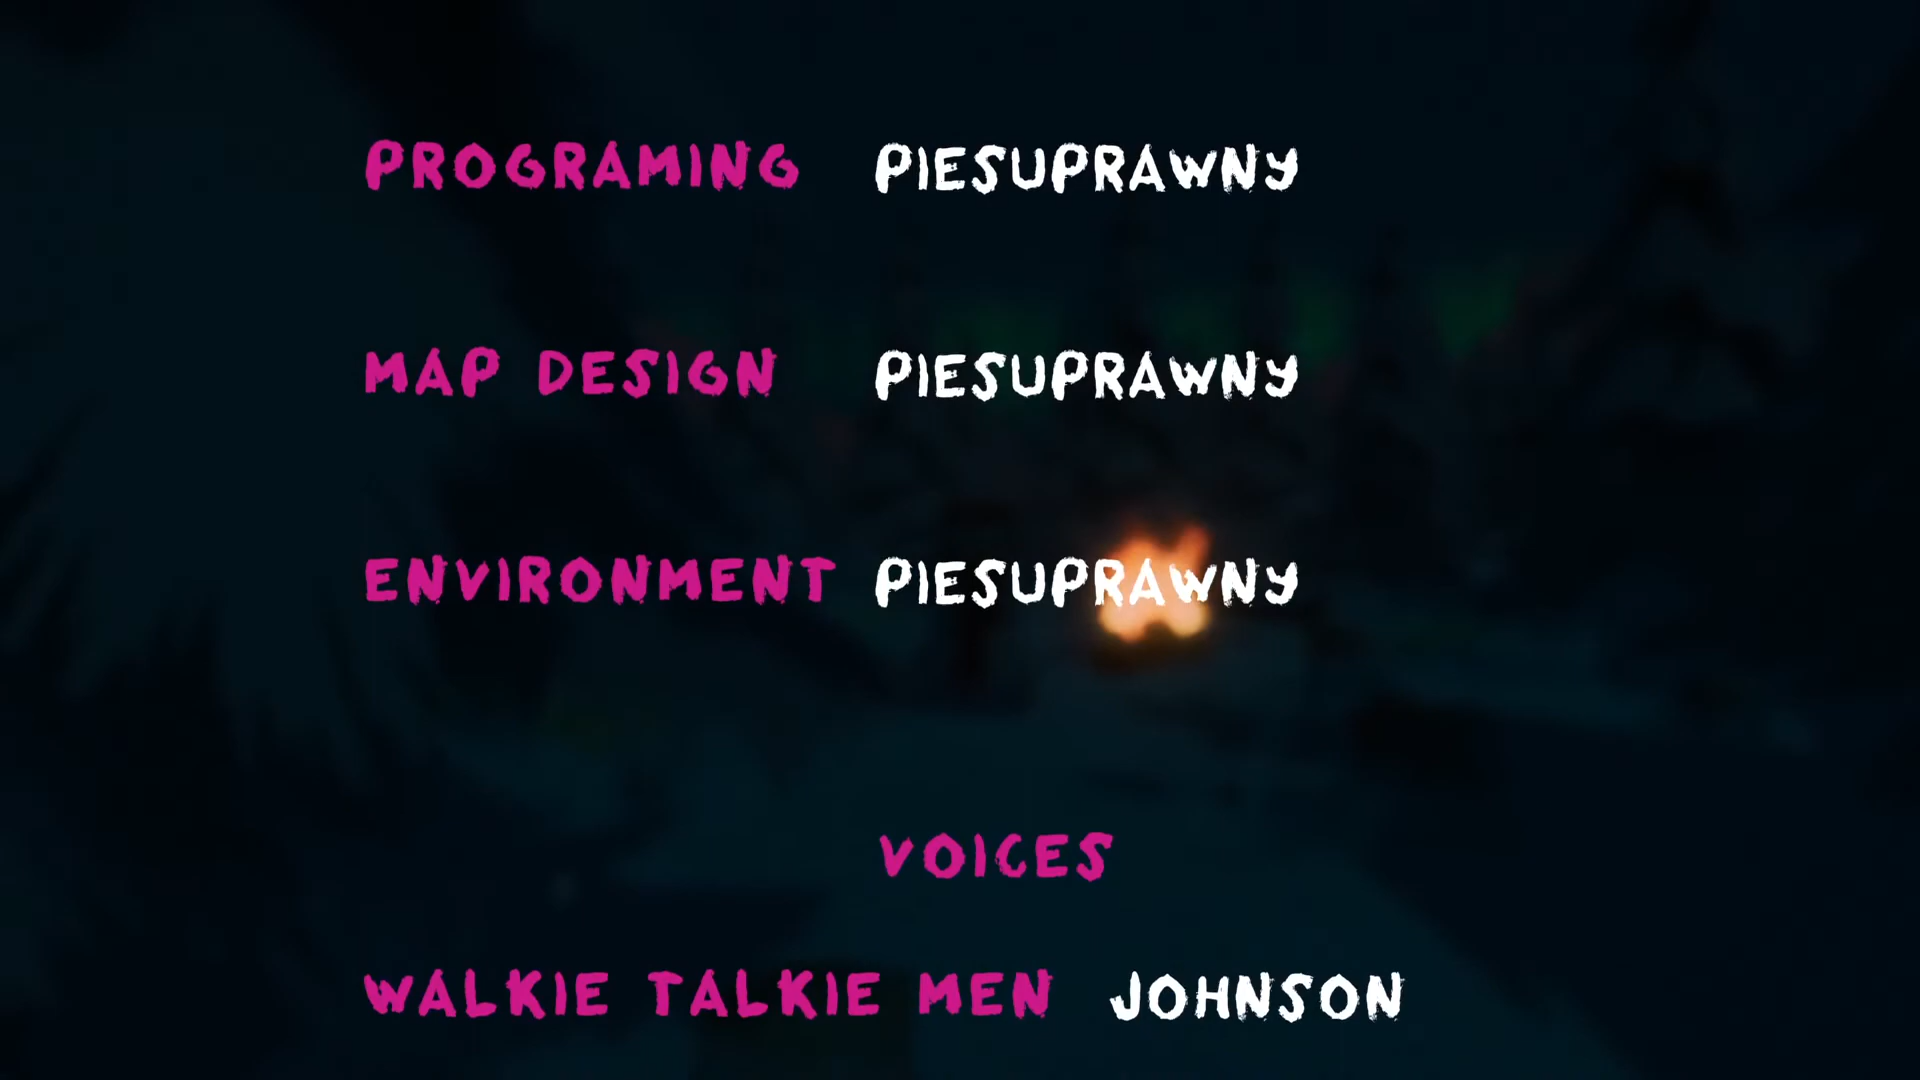 PROGRAMING PIESUPRAWNY
MAP DESIGN PIESUPRAWNY
ENVIRONMENT PIESUPRAWNY
VOICES
WALKIE TALKIE MEN JOHNSON